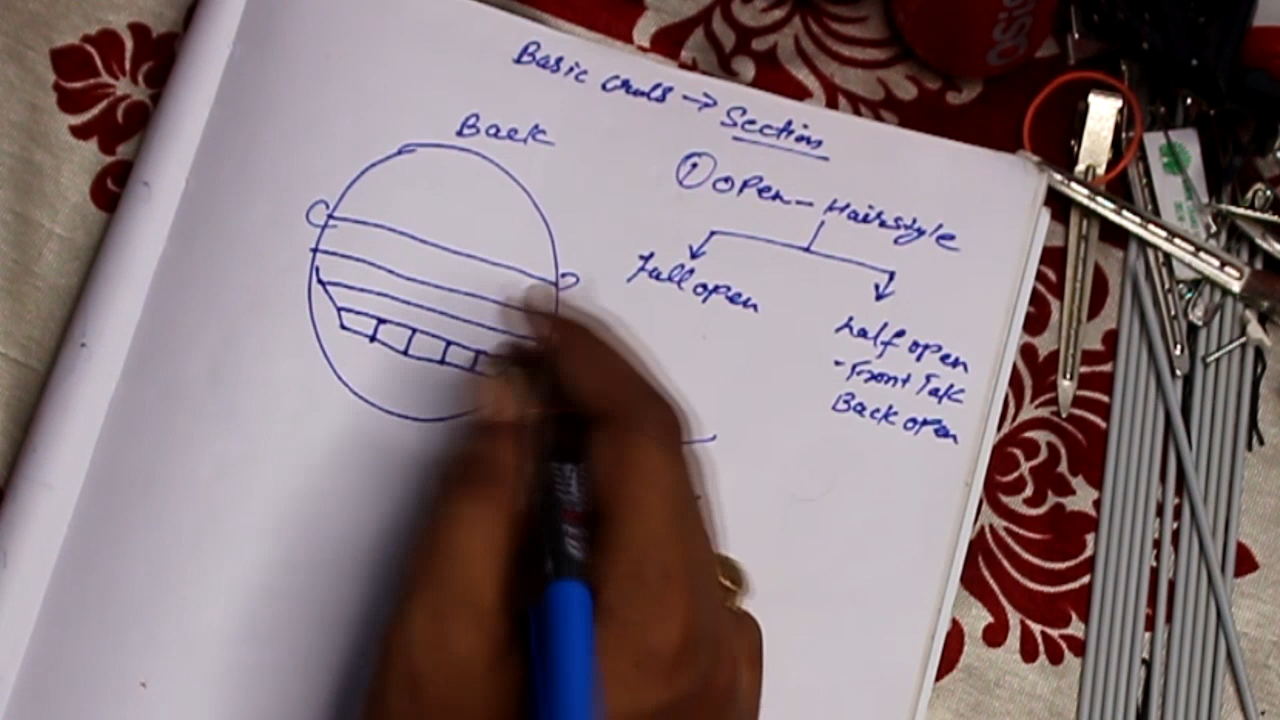 Basic Curls → Section
Back
① Open - Hairstyle
Full open
half open
- Front Tak
Back open